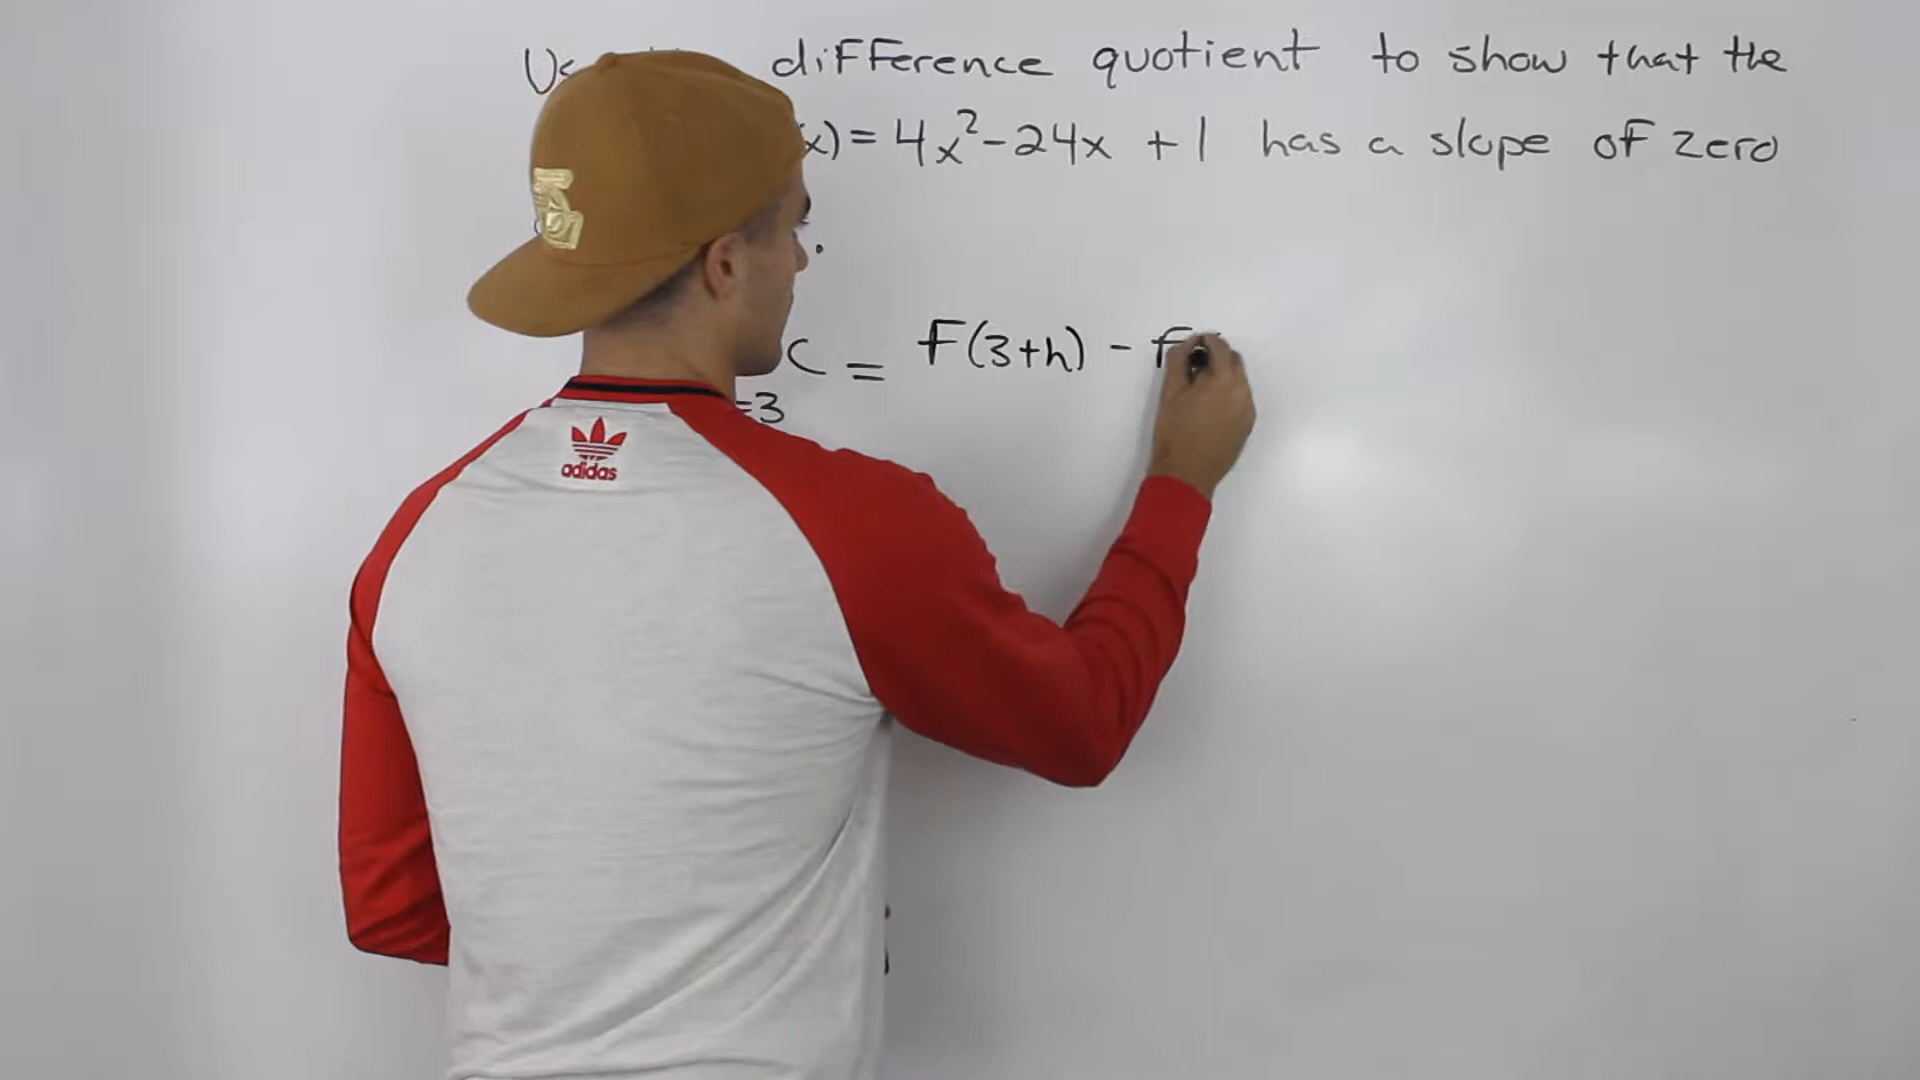 difference quotient to show that the
x) = 4x² - 24x + 1 has a slope of zero
.
C = F(3+h) - F
=3
adidas